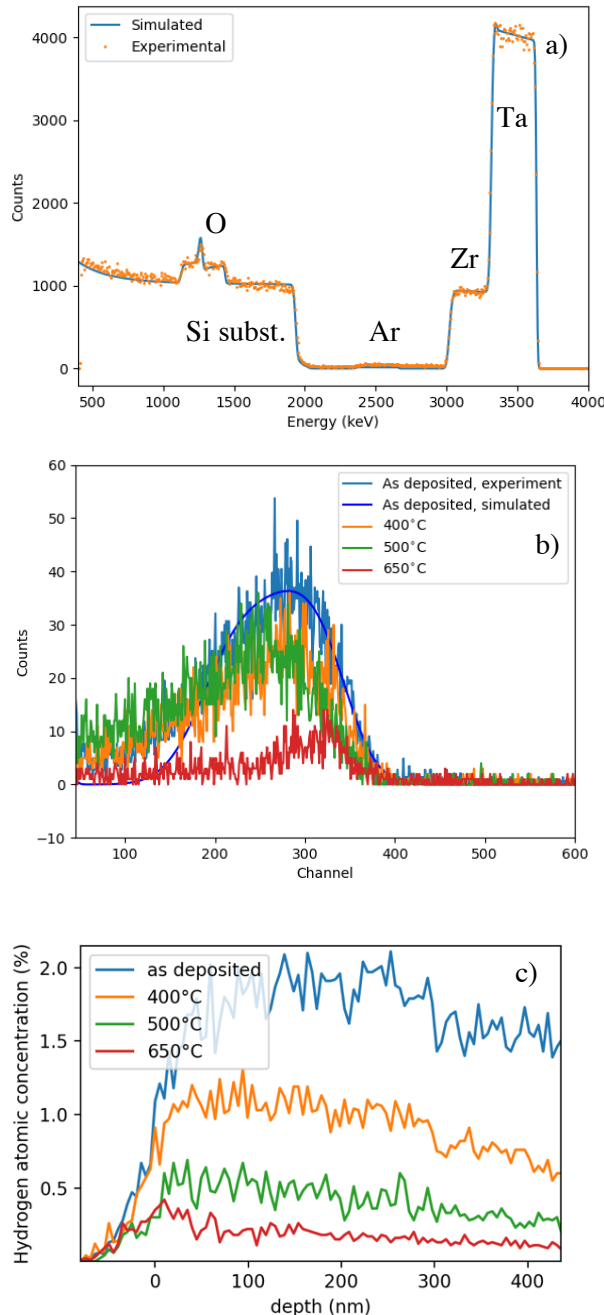 a)
Simulated
Experimental
4000
3000
2000
1000
0
Counts
O
Si subst.
Ar
Zr
Ta
500 1000 1500 2000 2500 3000 3500 4000
Energy (keV)
b)
As deposited, experiment
As deposited, simulated
400°C
500°C
650°C
60
50
40
30
20
10
0
−10
Counts
100 200 300 400 500 600
Channel
c)
as deposited
400°C
500°C
650°C
2.0
1.5
1.0
0.5
Hydrogen atomic concentration (%)
0 100 200 300 400
depth (nm)